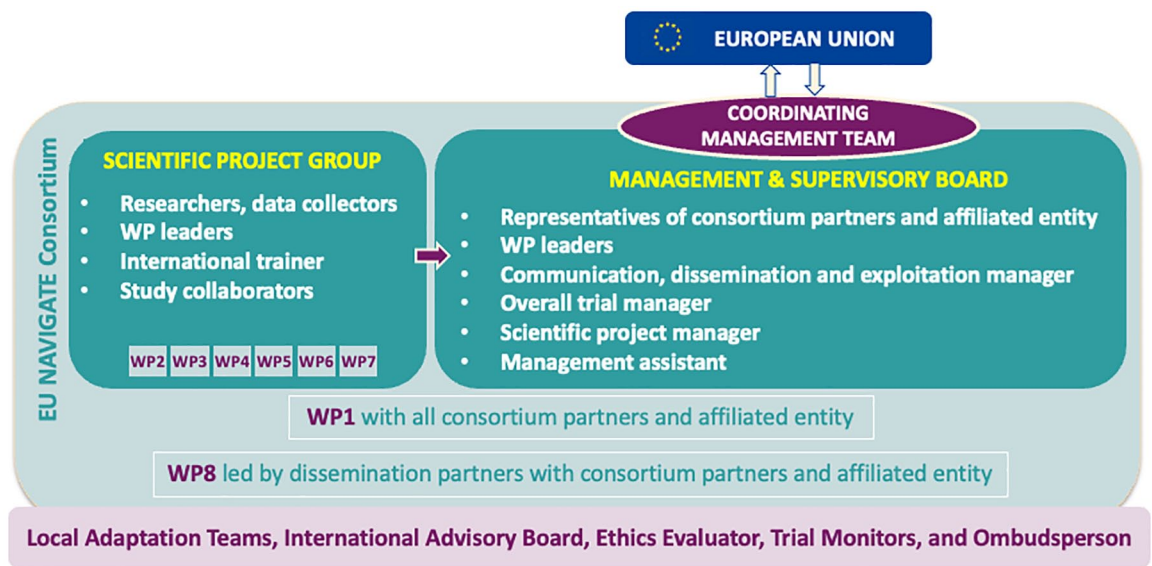 EUROPEAN UNION
COORDINATING
MANAGEMENT TEAM
EU NAVIGATE Consortium
SCIENTIFIC PROJECT GROUP
• Researchers, data collectors
• WP leaders
• International trainer
• Study collaborators
WP2 WP3 WP4 WP5 WP6 WP7
MANAGEMENT & SUPERVISORY BOARD
• Representatives of consortium partners and affiliated entity
• WP leaders
• Communication, dissemination and exploitation manager
• Overall trial manager
• Scientific project manager
• Management assistant
WP1 with all consortium partners and affiliated entity
WP8 led by dissemination partners with consortium partners and affiliated entity
Local Adaptation Teams, International Advisory Board, Ethics Evaluator, Trial Monitors, and Ombudsperson